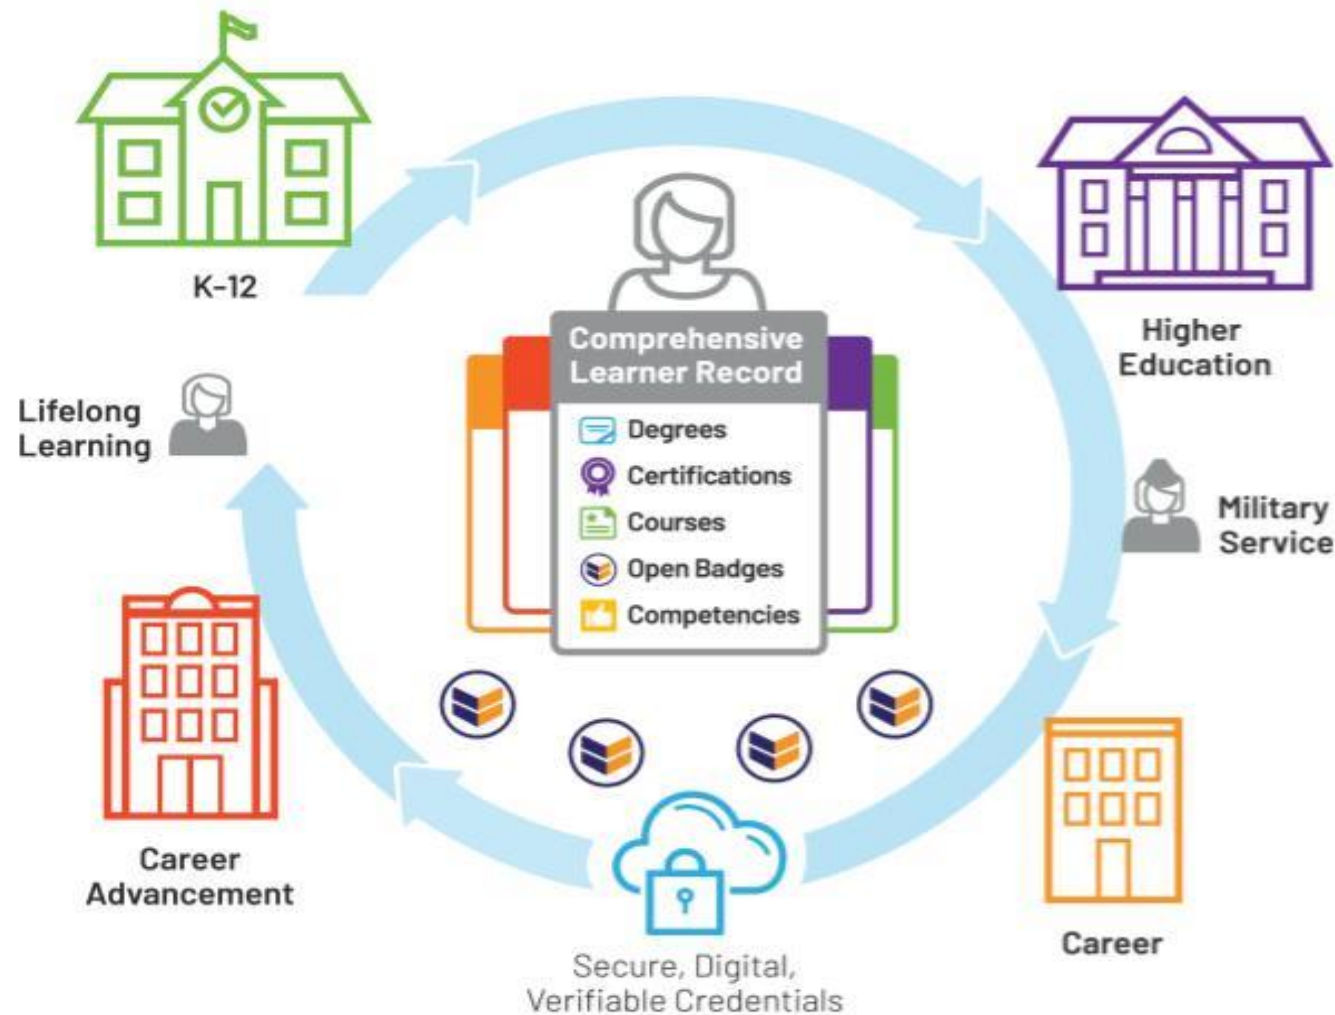 K-12
Higher
Education
Comprehensive
Learner Record
Degrees
Certifications
Courses
Open Badges
Competencies
Lifelong
Learning
Military
Service
Career
Advancement
Career
Secure, Digital,
Verifiable Credentials